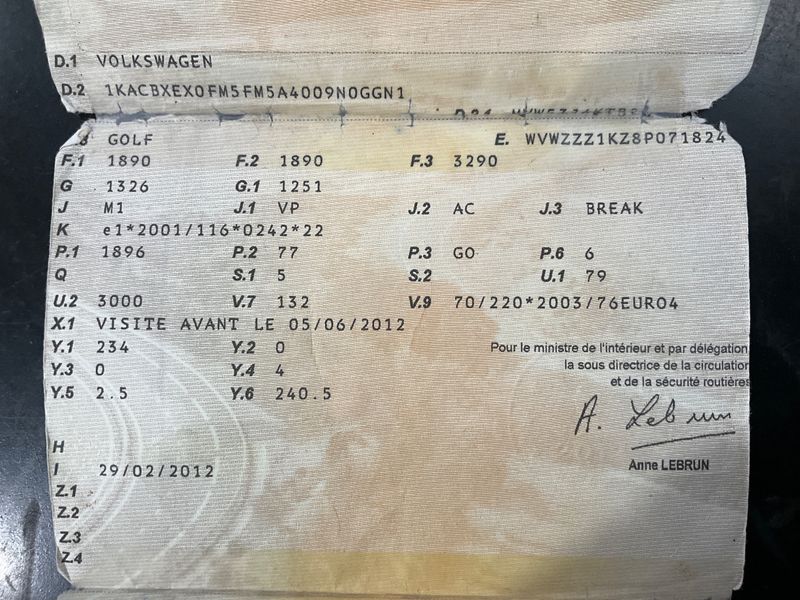 D.1 VOLKSWAGEN
D.2 1KACBXEX0FM5FM5A4009N0GGN1
GOLF E. WVWZZZ1KZ8P071824
F.1 1890 F.2 1890 F.3 3290
G 1326 G.1 1251
J M1 J.1 VP J.2 AC J.3 BREAK
K e1*2001/116*0242*22
P.1 1896 P.2 77 P.3 GO P.6 6
Q S.1 5 S.2 U.1 79
U.2 3000 V.7 132 V.9 70/220*2003/76EURO4
X.1 VISITE AVANT LE 05/06/2012
Y.1 234 Y.2 0
Pour le ministre de l'intérieur et par délégation,
la sous directrice de la circulation
Y.3 0 Y.4 4
et de la sécurité routières
Y.5 2.5 Y.6 240.5
A. Lebrun
Anne LEBRUN
H
I 29/02/2012
Z.1
Z.2
Z.3
Z.4